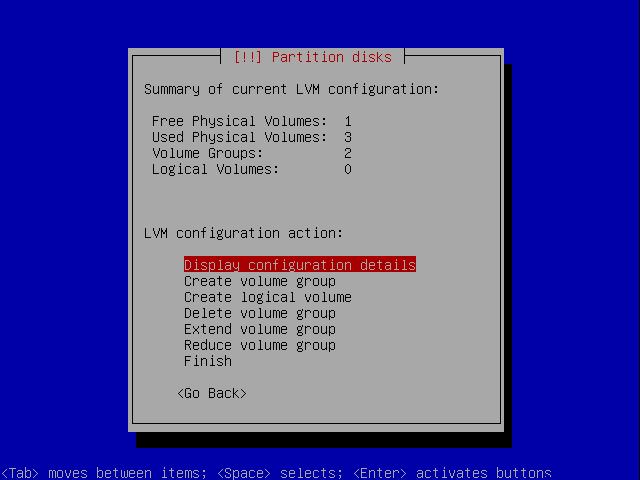 [!!] Partition disks
Summary of current LVM configuration:
Free Physical Volumes: 1
Used Physical Volumes: 3
Volume Groups: 2
Logical Volumes: 0
LVM configuration action:
Display configuration details
Create volume group
Create logical volume
Delete volume group
Extend volume group
Reduce volume group
Finish
<Go Back>
<Tab> moves between items; <Space> selects; <Enter> activates buttons